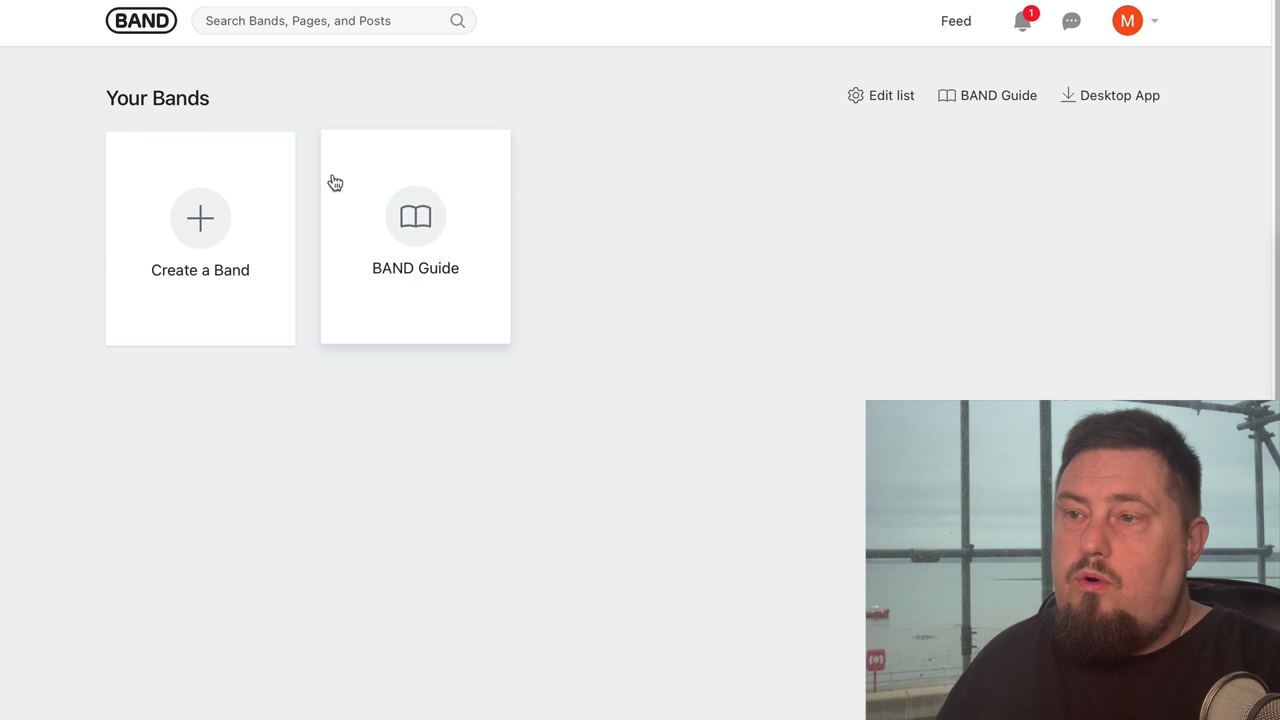 BAND
Search Bands, Pages, and Posts
Feed
1
M
Your Bands
Edit list
BAND Guide
Desktop App
Create a Band
BAND Guide